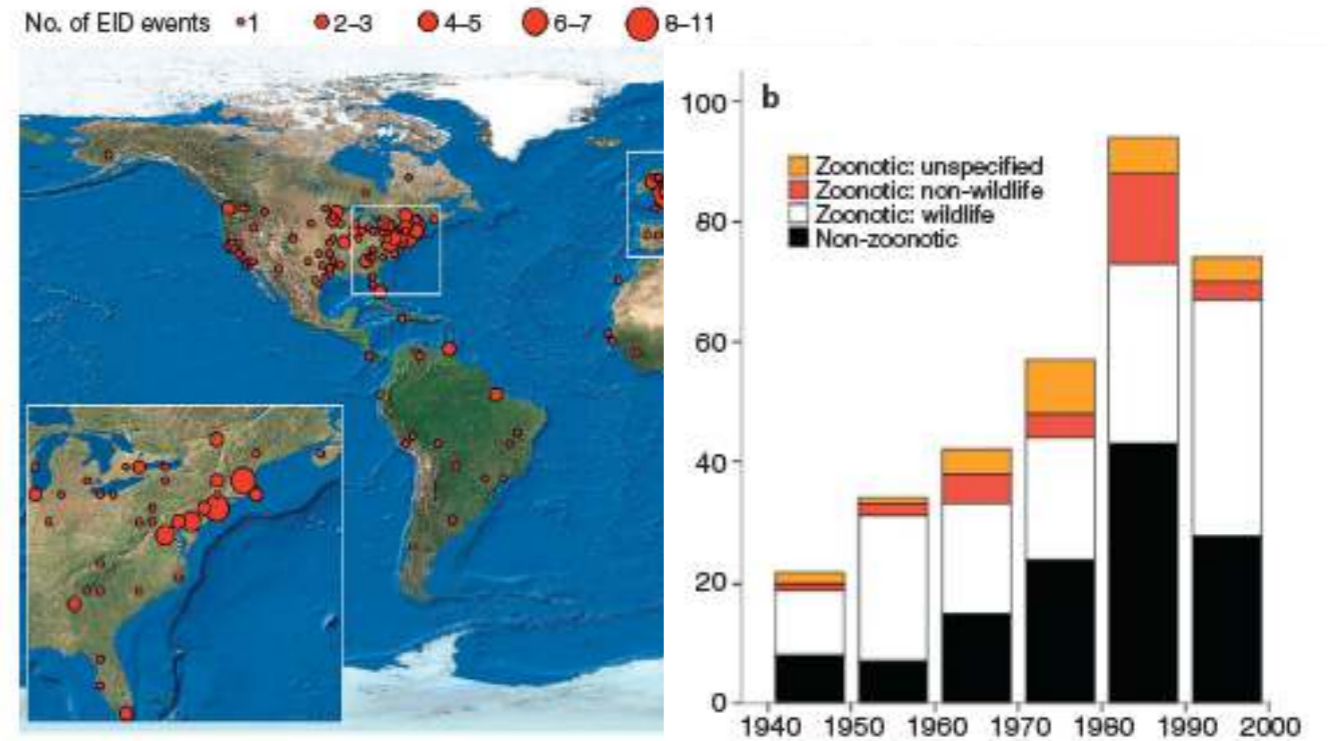 No. of EID events 1 2–3 4–5 6–7 8–11
b
Zoonotic: unspecified
Zoonotic: non-wildlife
Zoonotic: wildlife
Non-zoonotic
100
80
60
40
20
0
1940 1950 1960 1970 1980 1990 2000